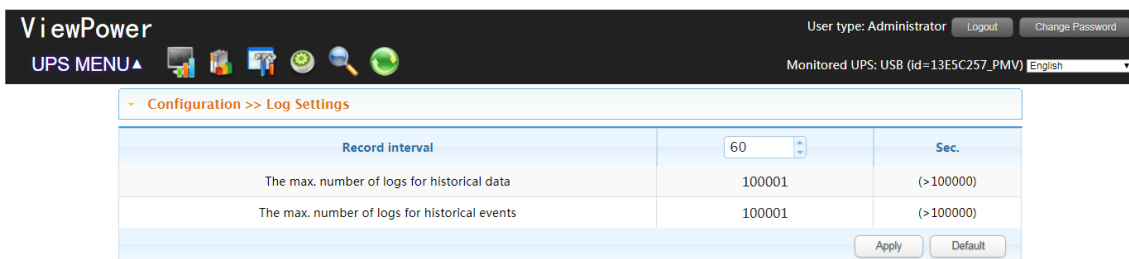 ViewPower
User type: Administrator Logout Change Password
UPS MENU▲
Monitored UPS: USB (id=13E5C257_PMV) English
Configuration >> Log Settings
Record interval 60 Sec.
The max. number of logs for historical data 100001 (>100000)
The max. number of logs for historical events 100001 (>100000)
Apply Default